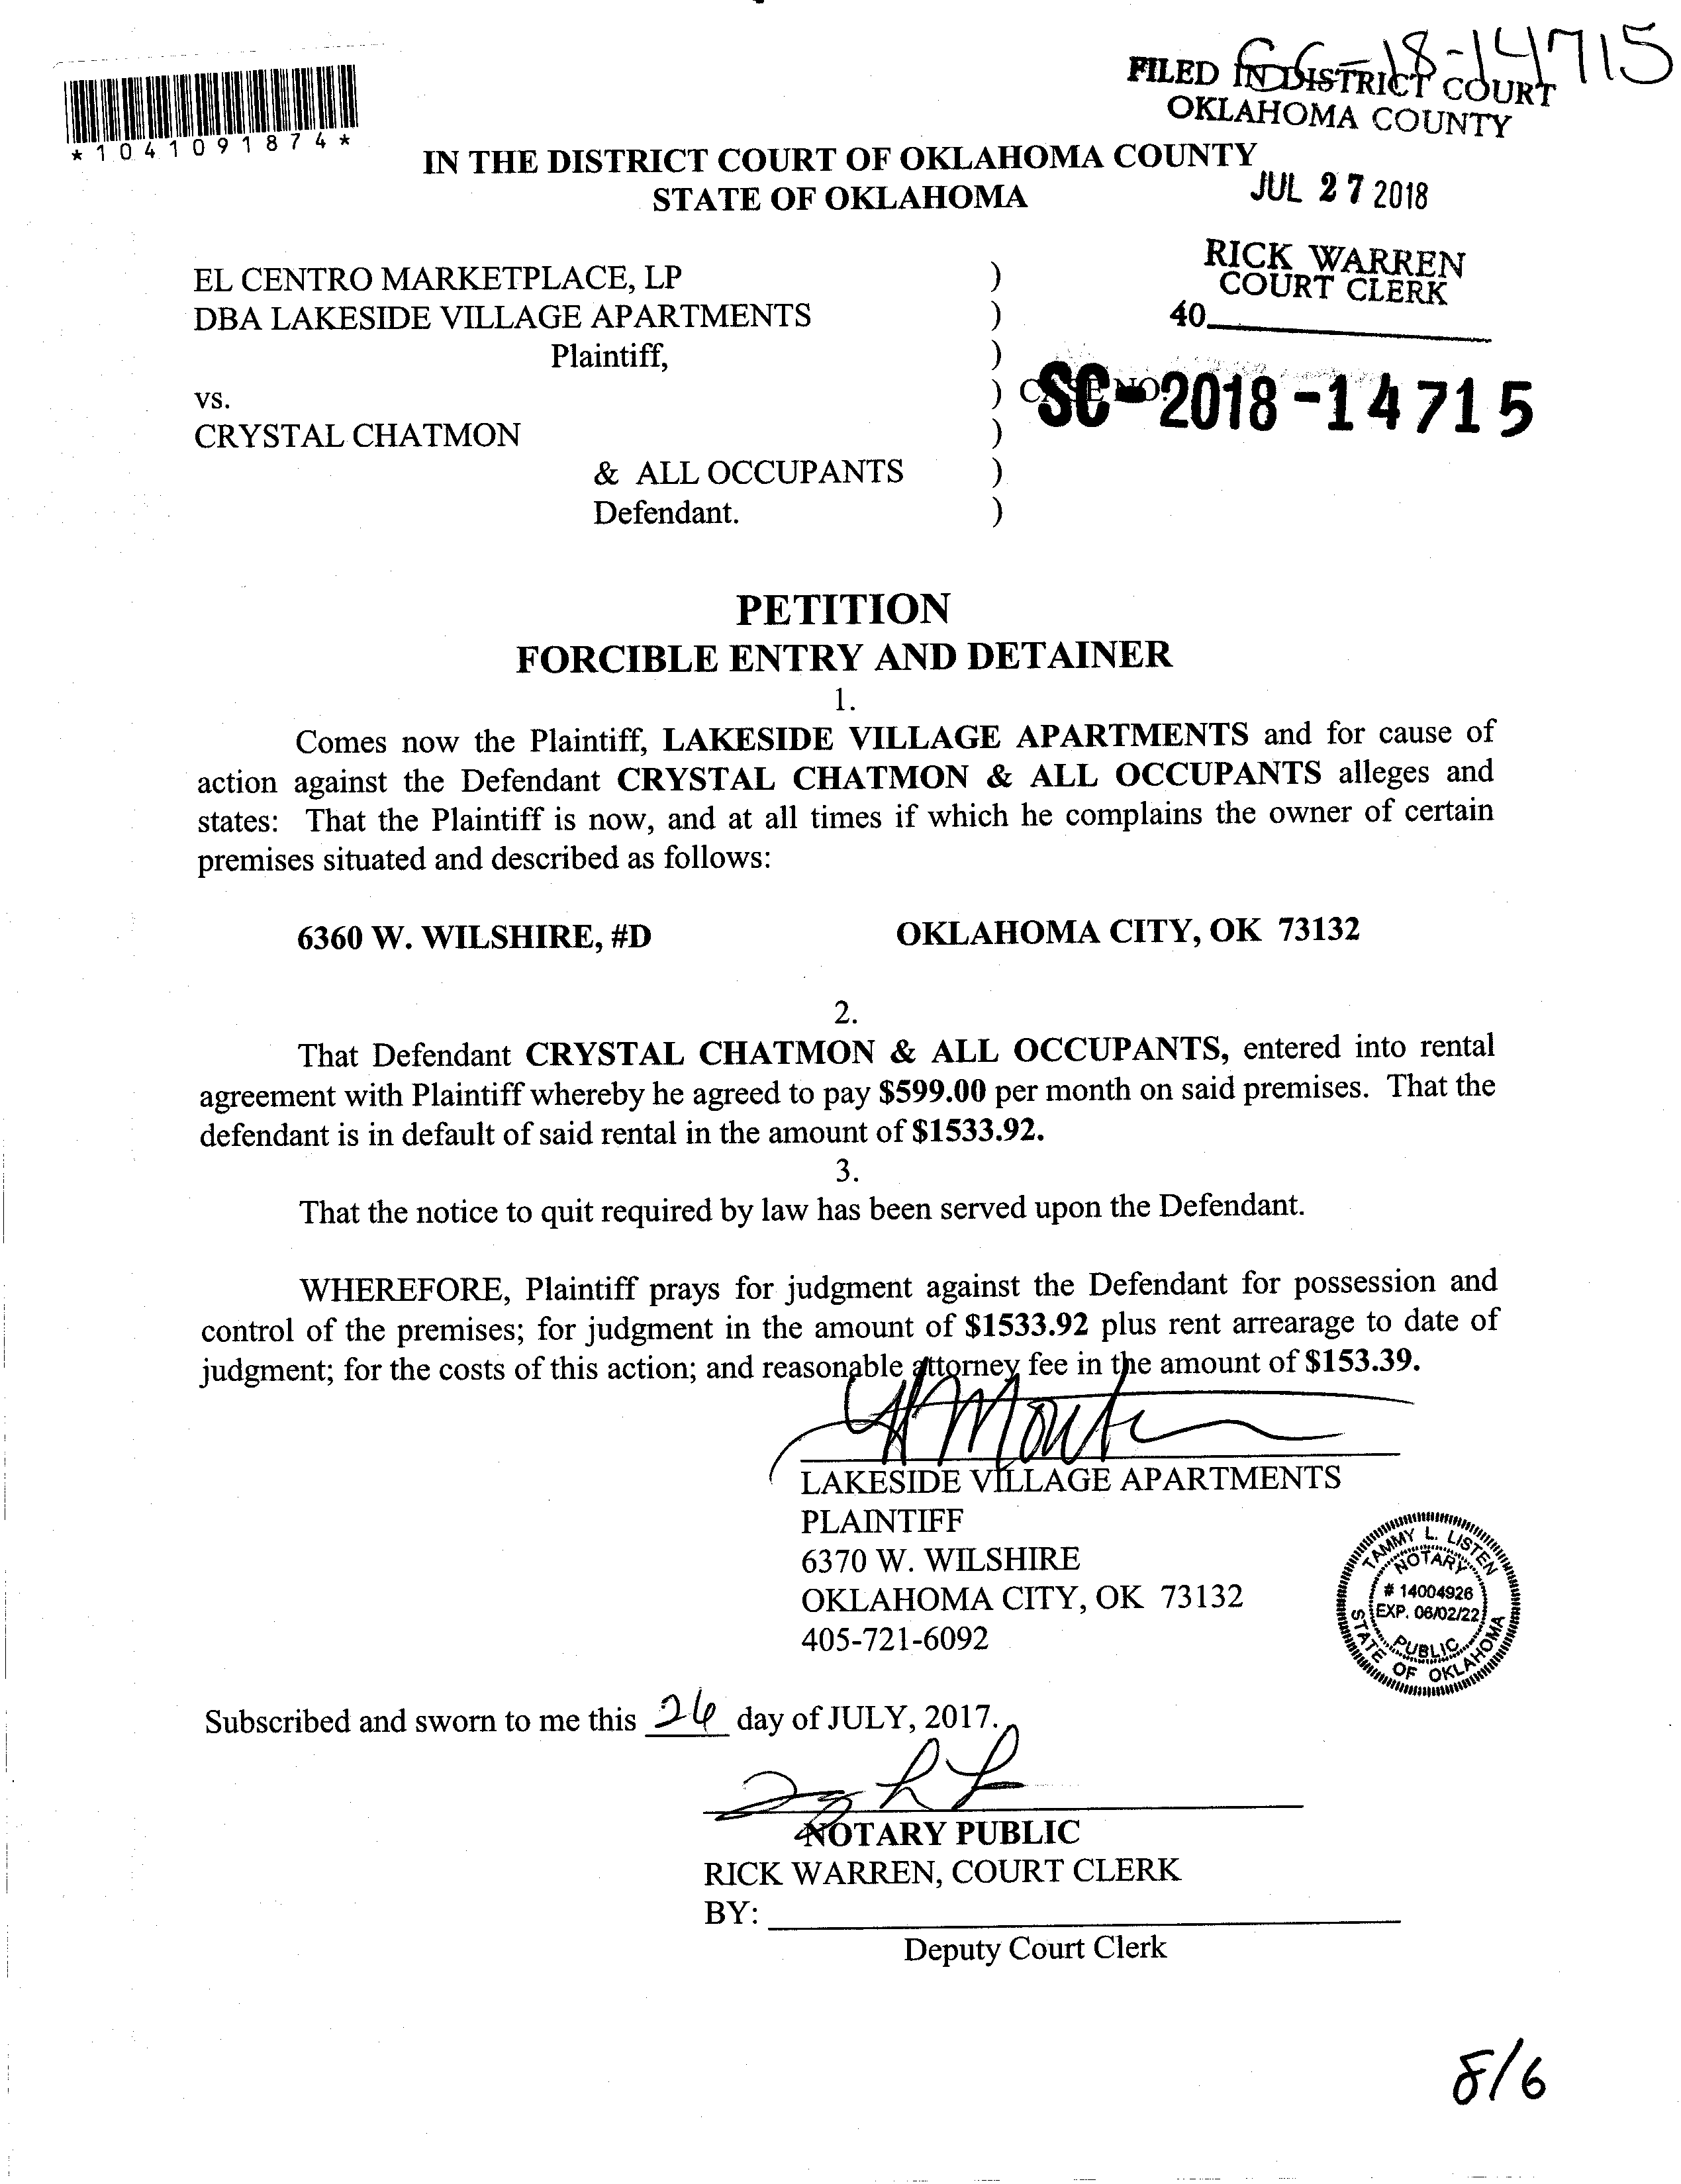 SC-18-14715
FILED IN DISTRICT COURT
OKLAHOMA COUNTY
*1041091874*
IN THE DISTRICT COURT OF OKLAHOMA COUNTY
STATE OF OKLAHOMA
JUL 27 2018
RICK WARREN
COURT CLERK
40
EL CENTRO MARKETPLACE, LP )
DBA LAKESIDE VILLAGE APARTMENTS )
Plaintiff, )
vs. ) CASE NO. SC-2018-14715
CRYSTAL CHATMON )
& ALL OCCUPANTS )
Defendant. )
PETITION
FORCIBLE ENTRY AND DETAINER
1.
Comes now the Plaintiff, LAKESIDE VILLAGE APARTMENTS and for cause of
action against the Defendant CRYSTAL CHATMON & ALL OCCUPANTS alleges and
states: That the Plaintiff is now, and at all times if which he complains the owner of certain
premises situated and described as follows:
6360 W. WILSHIRE, #D OKLAHOMA CITY, OK 73132
2.
That Defendant CRYSTAL CHATMON & ALL OCCUPANTS, entered into rental
agreement with Plaintiff whereby he agreed to pay $599.00 per month on said premises. That the
defendant is in default of said rental in the amount of $1533.92.
3.
That the notice to quit required by law has been served upon the Defendant.
WHEREFORE, Plaintiff prays for judgment against the Defendant for possession and
control of the premises; for judgment in the amount of $1533.92 plus rent arrearage to date of
judgment; for the costs of this action; and reasonable attorney fee in the amount of $153.39.
LAKESIDE VILLAGE APARTMENTS
PLAINTIFF
6370 W. WILSHIRE
OKLAHOMA CITY, OK 73132
405-721-6092
TAMMY L. LISTEN
NOTARY
# 14004926
EXP. 06/02/22
PUBLIC
STATE OF OKLAHOMA
Subscribed and sworn to me this 26 day of JULY, 2017.
NOTARY PUBLIC
RICK WARREN, COURT CLERK
BY:
Deputy Court Clerk
8/6